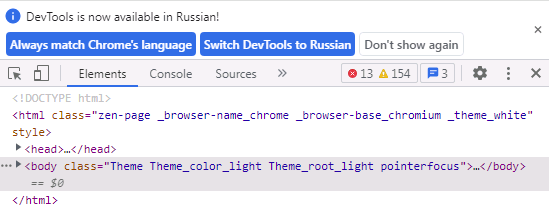 DevTools is now available in Russian!
Always match Chrome's language Switch DevTools to Russian Don't show again
Elements Console Sources » 13 154 3
<!DOCTYPE html>
<html class="zen-page _browser-name_chrome _browser-base_chromium _theme_white"
style>
<head>…</head>
<body class="Theme Theme_color_light Theme_root_light pointerfocus">…</body>
== $0
</html>